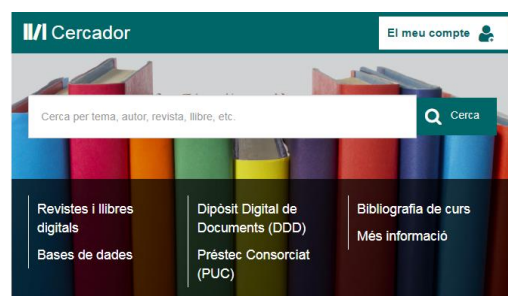 Cercador
El meu compte
Cerca per tema, autor, revista, llibre, etc.
Cerca
Revistes i llibres
digitals
Bases de dades
Dipòsit Digital de
Documents (DDD)
Préstec Consorciat
(PUC)
Bibliografia de curs
Més informació